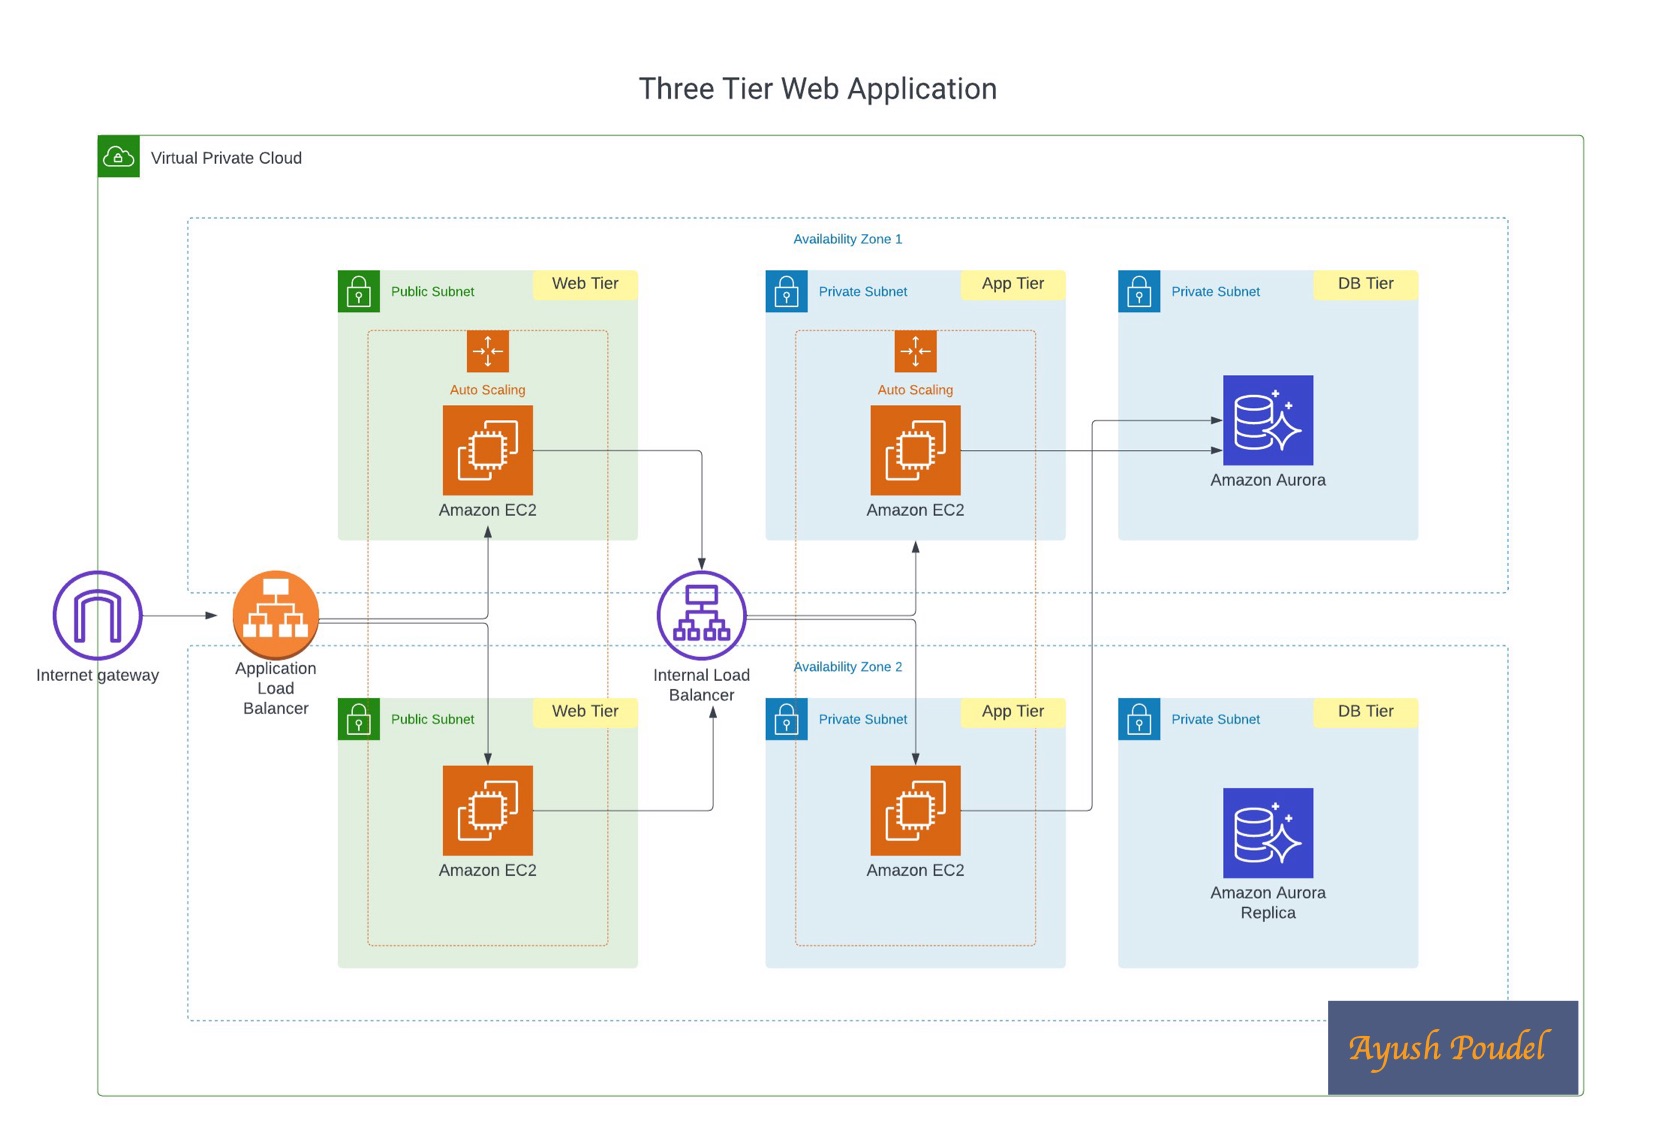 Three Tier Web Application
Virtual Private Cloud
Availability Zone 1
Public Subnet
Web Tier
Auto Scaling
Amazon EC2
Private Subnet
App Tier
Auto Scaling
Amazon EC2
Private Subnet
DB Tier
Amazon Aurora
Internet gateway
Application
Load
Balancer
Internal Load
Balancer
Availability Zone 2
Public Subnet
Web Tier
Amazon EC2
Private Subnet
App Tier
Amazon EC2
Private Subnet
DB Tier
Amazon Aurora
Replica
Ayush Poudel